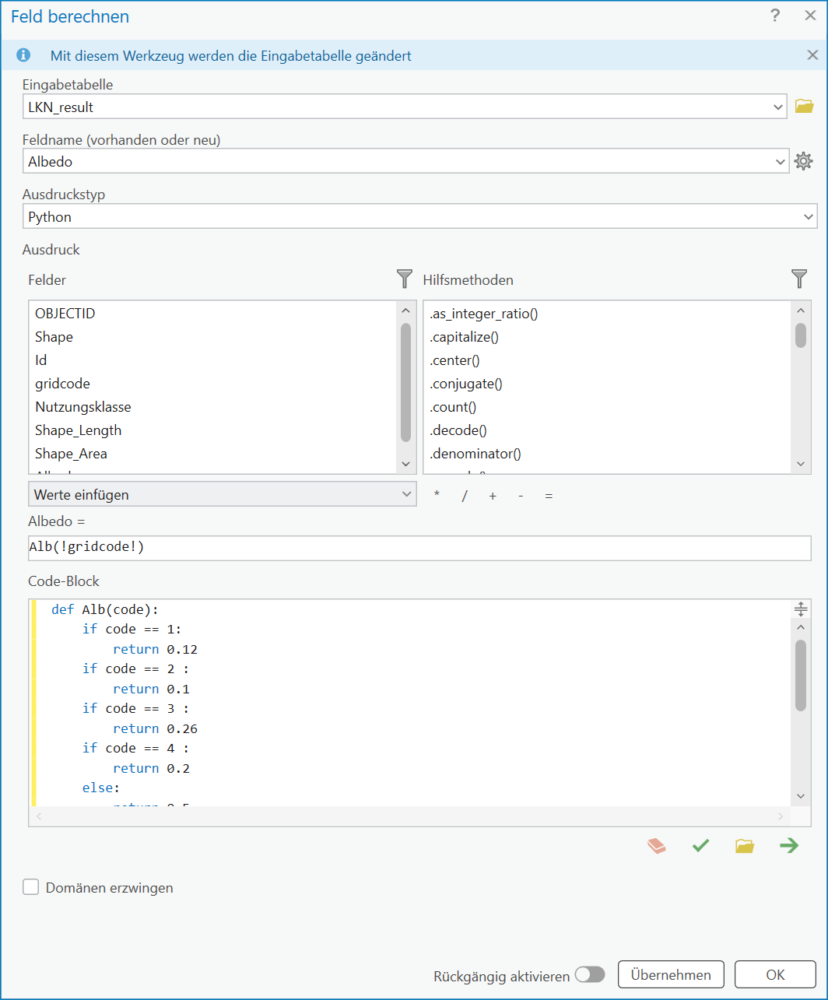 Feld berechnen ?
Mit diesem Werkzeug werden die Eingabetabelle geändert
Eingabetabelle
LKN_result
Feldname (vorhanden oder neu)
Albedo
Ausdruckstyp
Python
Ausdruck
Felder
Hilfsmethoden
OBJECTID
Shape
Id
gridcode
Nutzungsklasse
Shape_Length
Shape_Area
.as_integer_ratio()
.capitalize()
.center()
.conjugate()
.count()
.decode()
.denominator()
Werte einfügen
* / + - =
Albedo =
Alb(!gridcode!)
Code-Block
def Alb(code):
    if code == 1:
        return 0.12
    if code == 2 :
        return 0.1
    if code == 3 :
        return 0.26
    if code == 4 :
        return 0.2
    else:
Domänen erzwingen
Rückgängig aktivieren
Übernehmen
OK